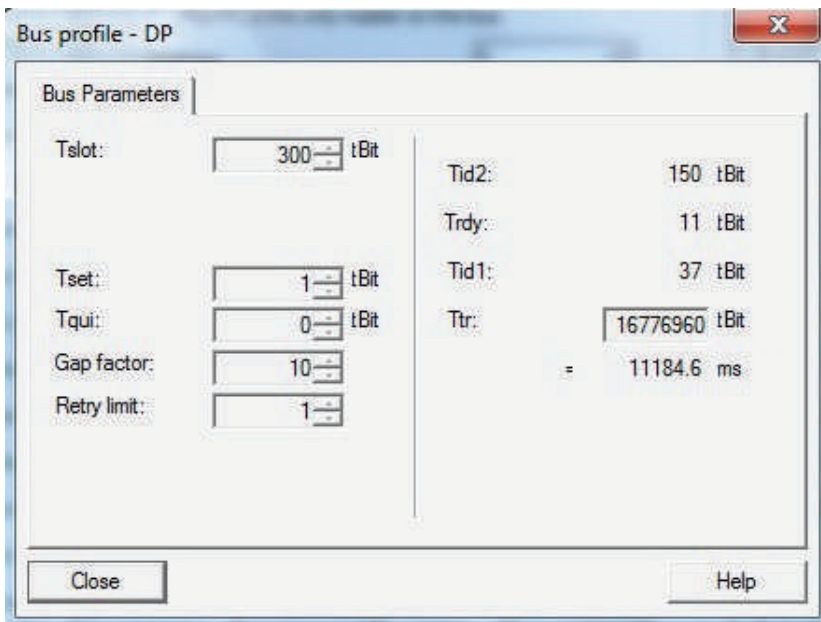 Bus profile - DP
Bus Parameters
Tslot: 300 tBit
Tset: 1 tBit
Tqui: 0 tBit
Gap factor: 10
Retry limit: 1
Tid2: 150 tBit
Trdy: 11 tBit
Tid1: 37 tBit
Ttr: 16776960 tBit
= 11184.6 ms
Close
Help